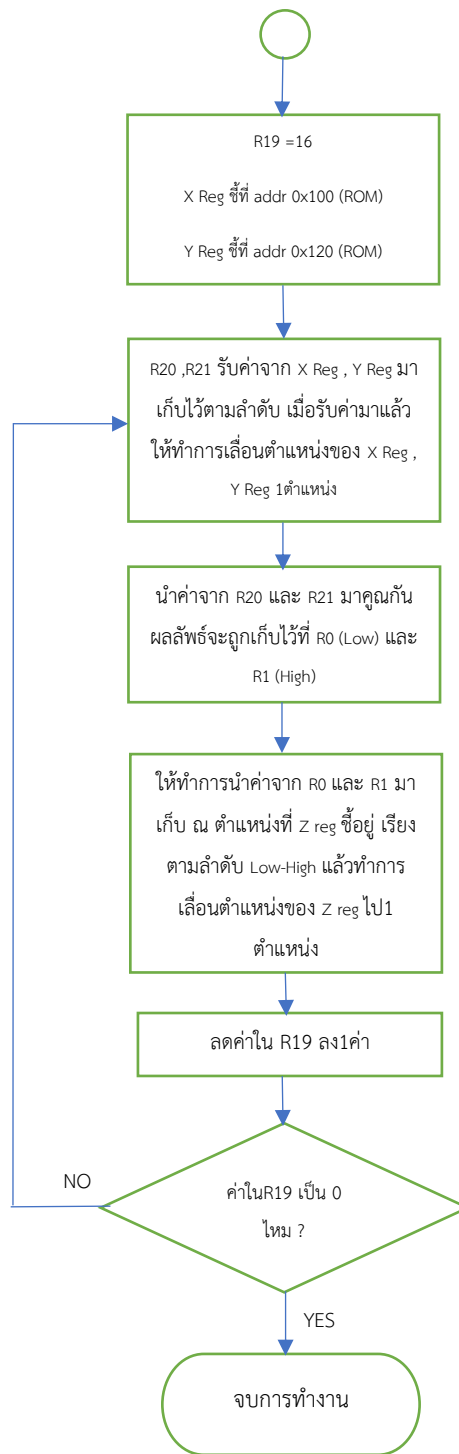 R19 =16
X Reg ชี้ที่ addr 0x100 (ROM)
Y Reg ชี้ที่ addr 0x120 (ROM)
R20 ,R21 รับค่าจาก X Reg , Y Reg มา
เก็บไว้ตามลำดับ เมื่อรับค่ามาแล้ว
ให้ทำการเลื่อนตำแหน่งของ X Reg ,
Y Reg 1ตำแหน่ง
นำค่าจาก R20 และ R21 มาคูณกัน
ผลลัพธ์จะถูกเก็บไว้ที่ R0 (Low) และ
R1 (High)
ให้ทำการนำค่าจาก R0 และ R1 มา
เก็บ ณ ตำแหน่งที่ Z reg ชี้อยู่ เรียง
ตามลำดับ Low-High แล้วทำการ
เลื่อนตำแหน่งของ Z reg ไป1
ตำแหน่ง
ลดค่าใน R19 ลง1ค่า
NO
ค่าในR19 เป็น 0
ไหม ?
YES
จบการทำงาน